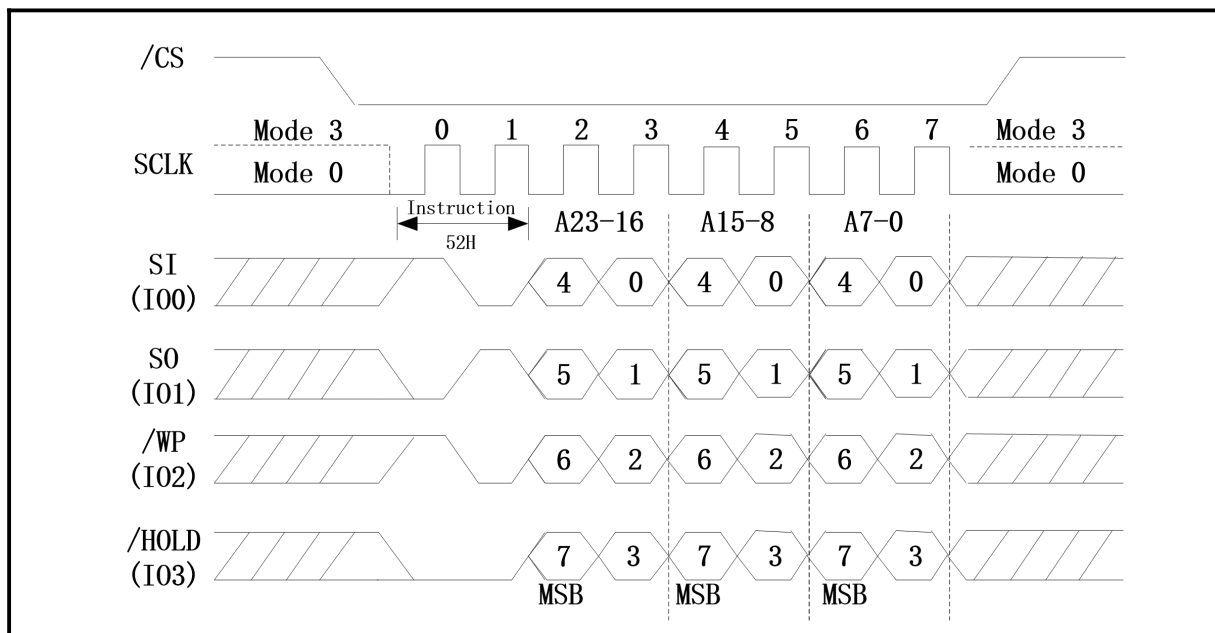 /CS
Mode 3 0 1 2 3 4 5 6 7 Mode 3
SCLK Mode 0 Mode 0
Instruction
52H
A23-16 A15-8 A7-0
SI
(IO0)
4 0 4 0 4 0
SO
(IO1)
5 1 5 1 5 1
/WP
(IO2)
6 2 6 2 6 2
/HOLD
(IO3)
7 3 7 3 7 3
MSB MSB MSB